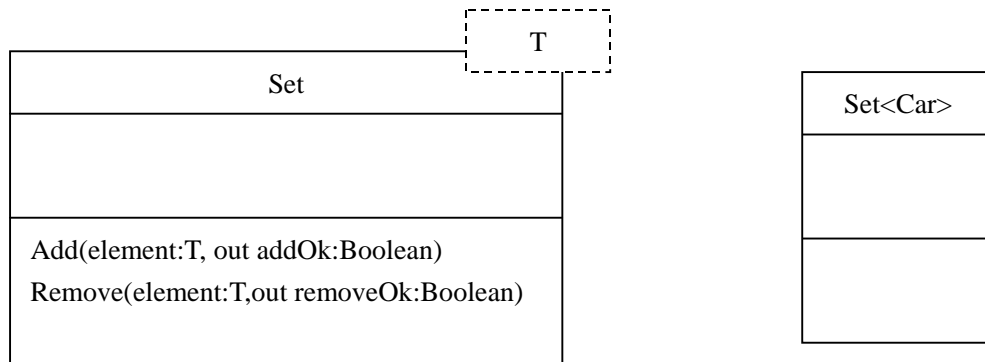 T
Set
Set<Car>
Add(element:T, out addOk:Boolean)
Remove(element:T,out removeOk:Boolean)